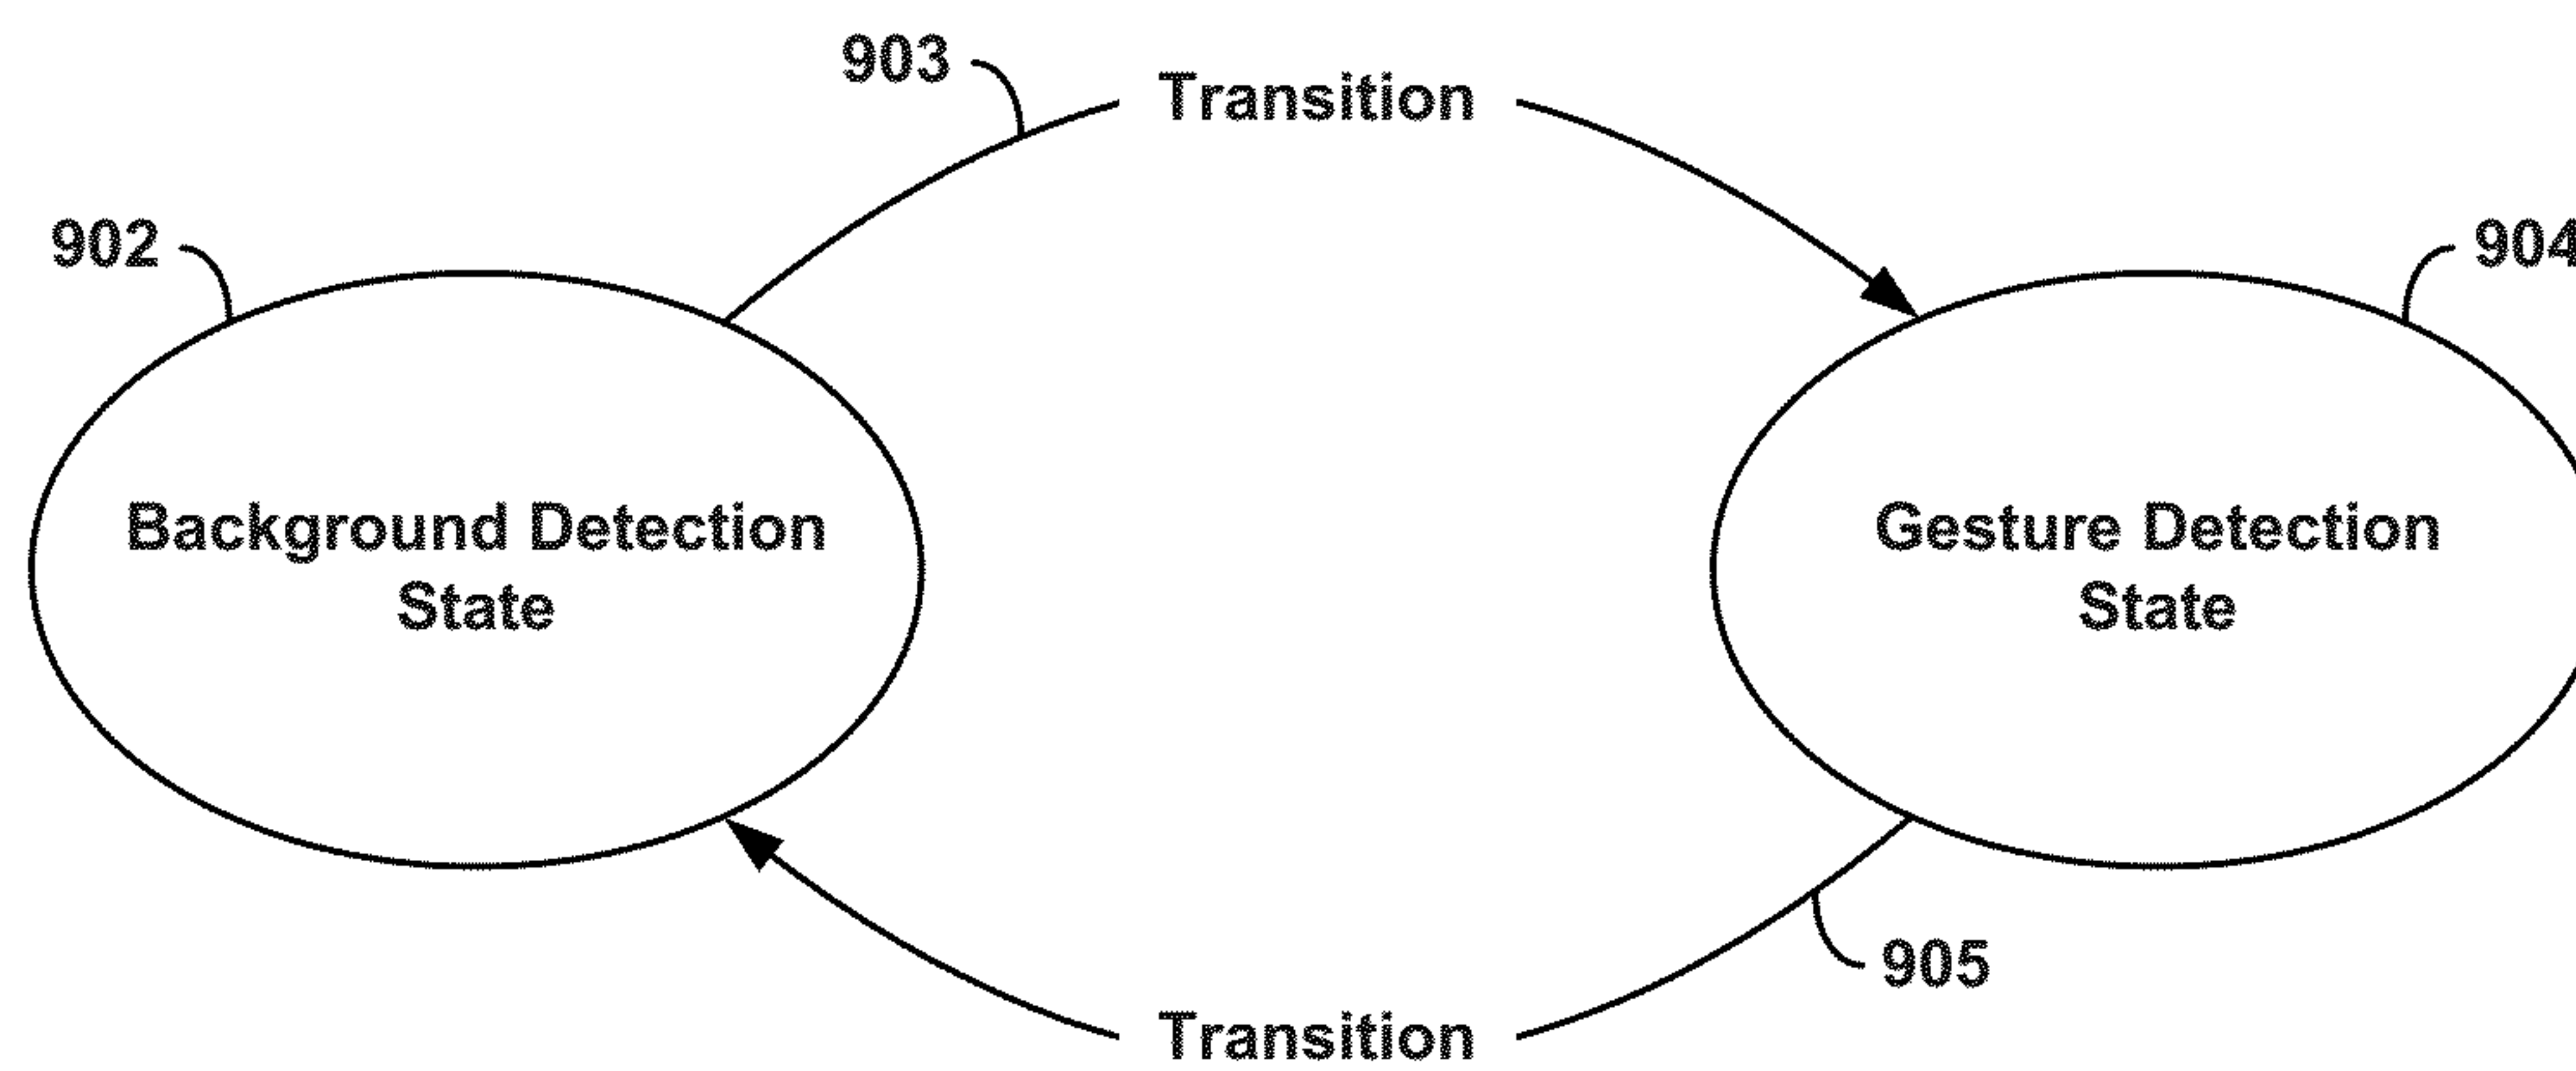 903
Transition
902
904
Background Detection
State
Gesture Detection
State
905
Transition